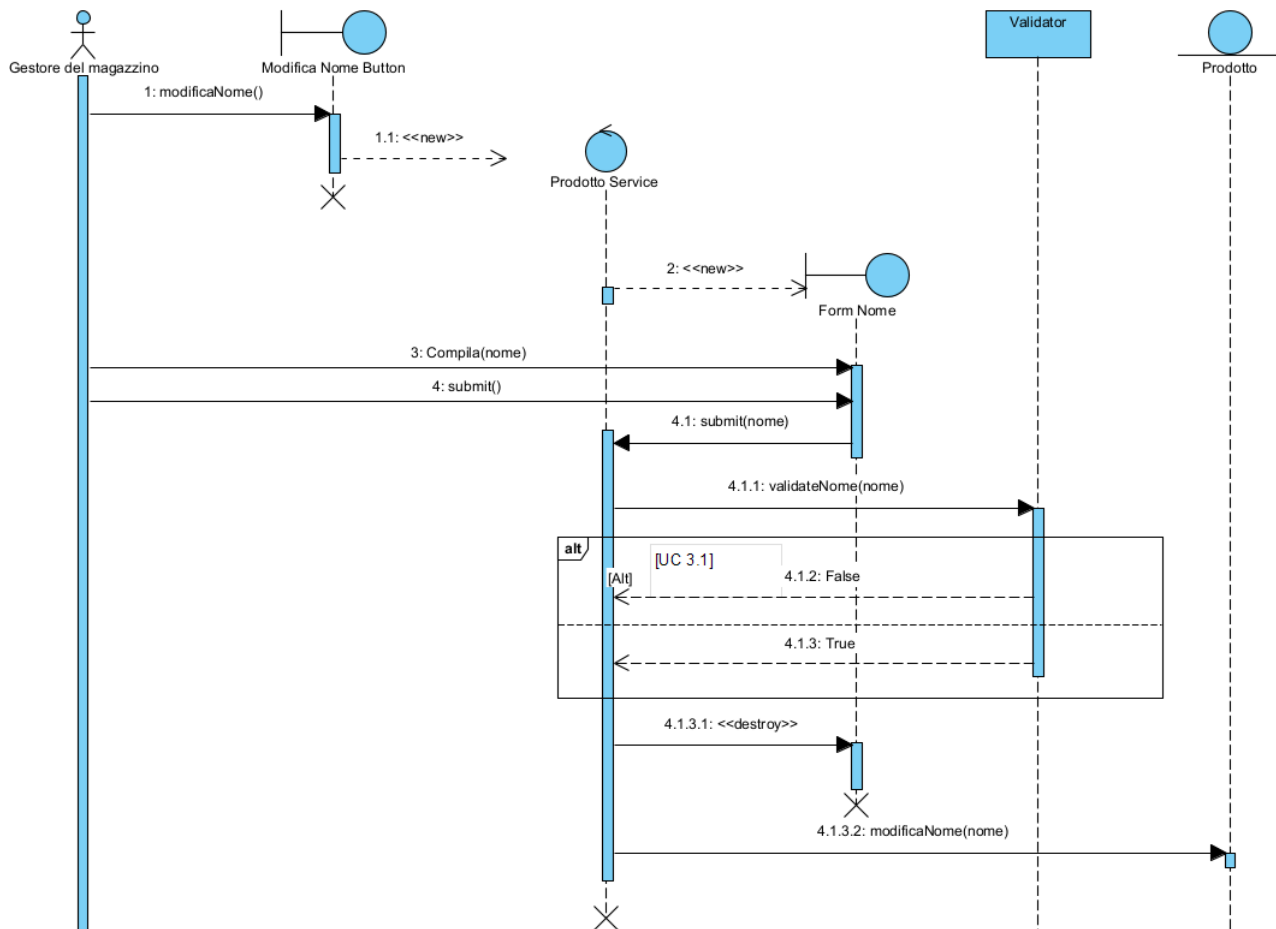 Validator
Gestore del magazzino
Modifica Nome Button
Prodotto
1: modificaNome()
1.1: <<new>>
Prodotto Service
2: <<new>>
Form Nome
3: Compila(nome)
4: submit()
4.1: submit(nome)
4.1.1: validateNome(nome)
alt
[UC 3.1]
[Alt]
4.1.2: False
4.1.3: True
4.1.3.1: <<destroy>>
4.1.3.2: modificaNome(nome)